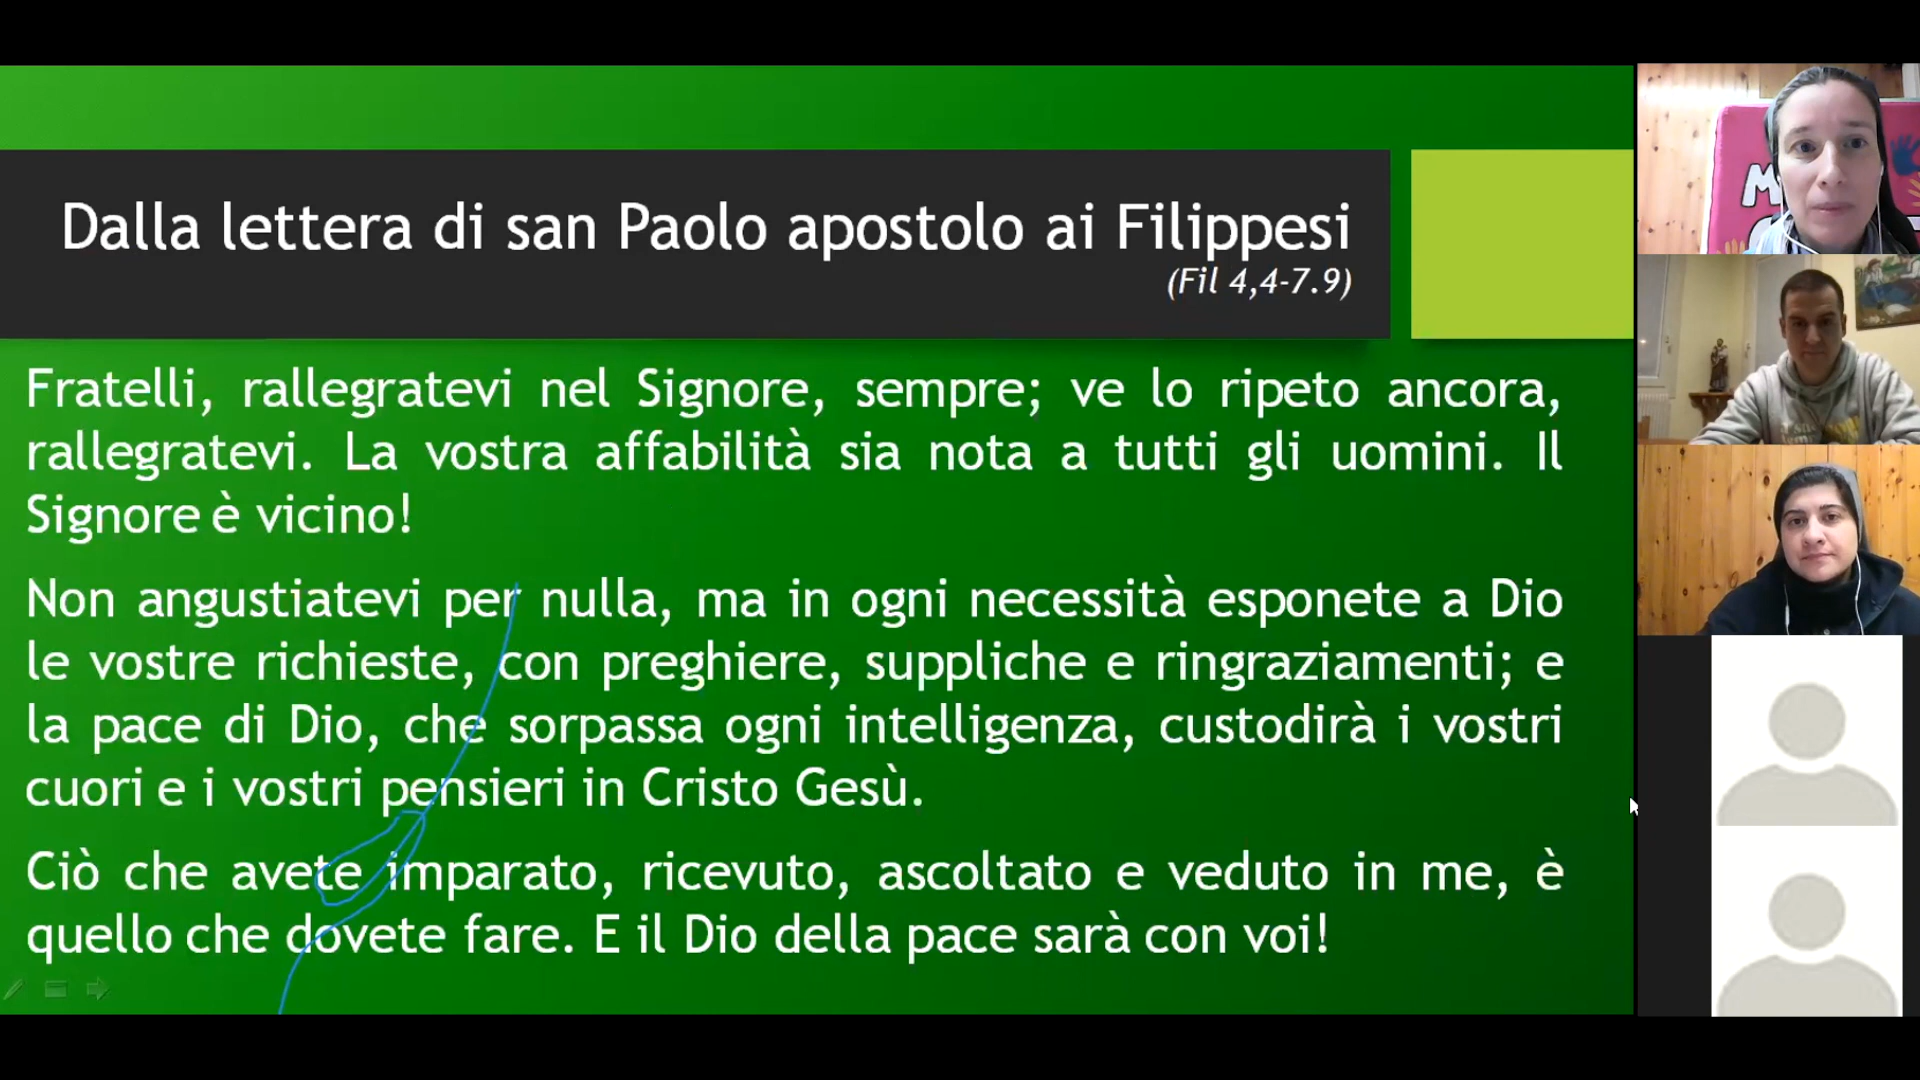 Dalla lettera di san Paolo apostolo ai Filippesi
(Fil 4,4-7.9)
Fratelli, rallegratevi nel Signore, sempre; ve lo ripeto ancora,
rallegratevi. La vostra affabilità sia nota a tutti gli uomini. Il
Signore è vicino!
Non angustiatevi per nulla, ma in ogni necessità esponete a Dio
le vostre richieste, con preghiere, suppliche e ringraziamenti; e
la pace di Dio, che sorpassa ogni intelligenza, custodirà i vostri
cuori e i vostri pensieri in Cristo Gesù.
Ciò che avete imparato, ricevuto, ascoltato e veduto in me, è
quello che dovete fare. E il Dio della pace sarà con voi!